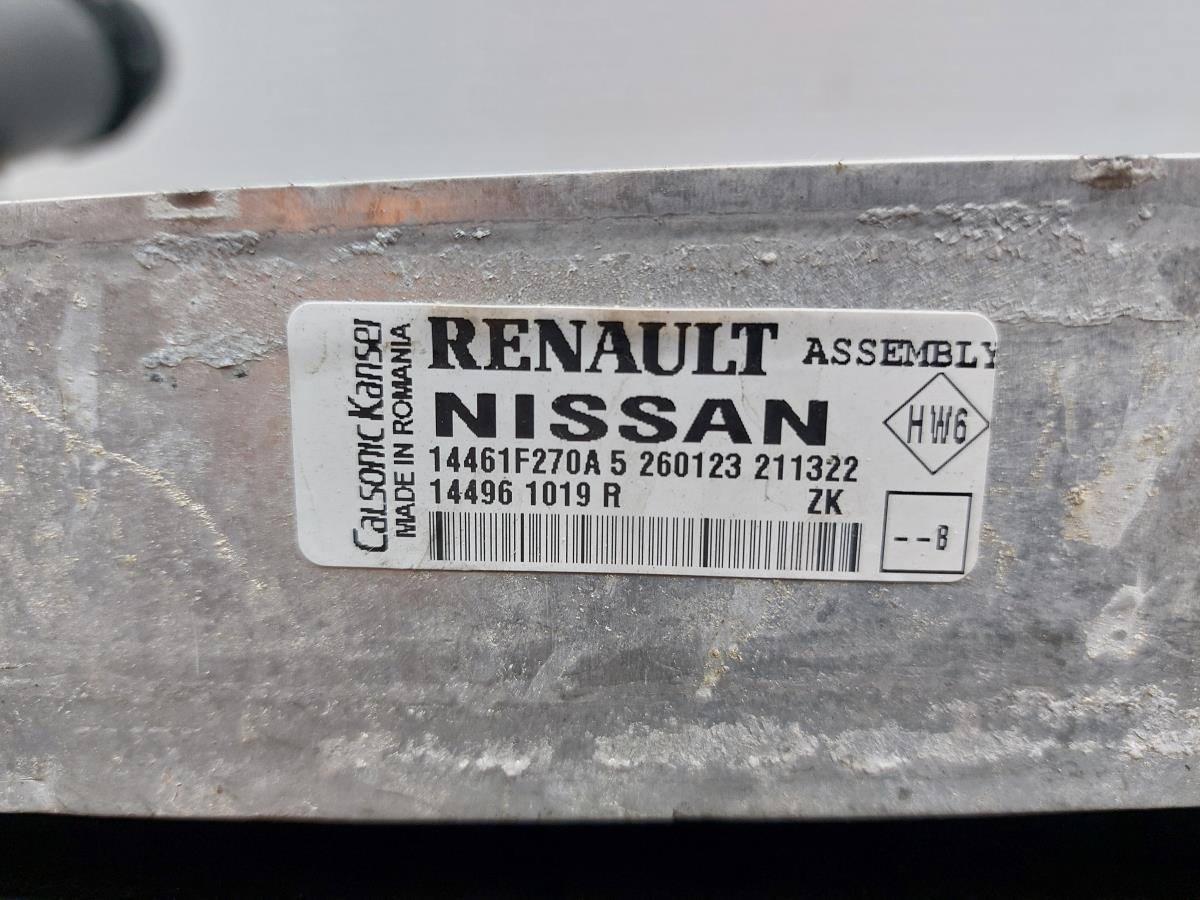 Calsonic Kansei
MADE IN ROMANIA
RENAULT ASSEMBLY
NISSAN
HW6
14461F270A 5 260123 211322
14496 1019 R ZK
--B